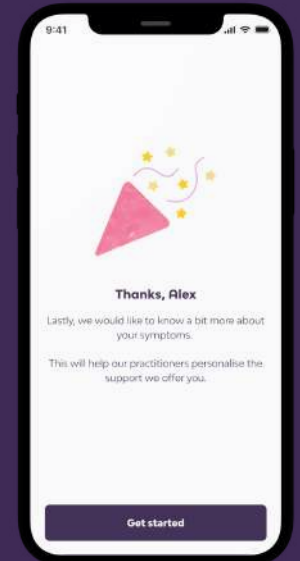 9:41
Thanks, Alex
Lastly, we would like to know a bit more about
your symptoms.
This will help our practitioners personalise the
support we offer you.
Get started